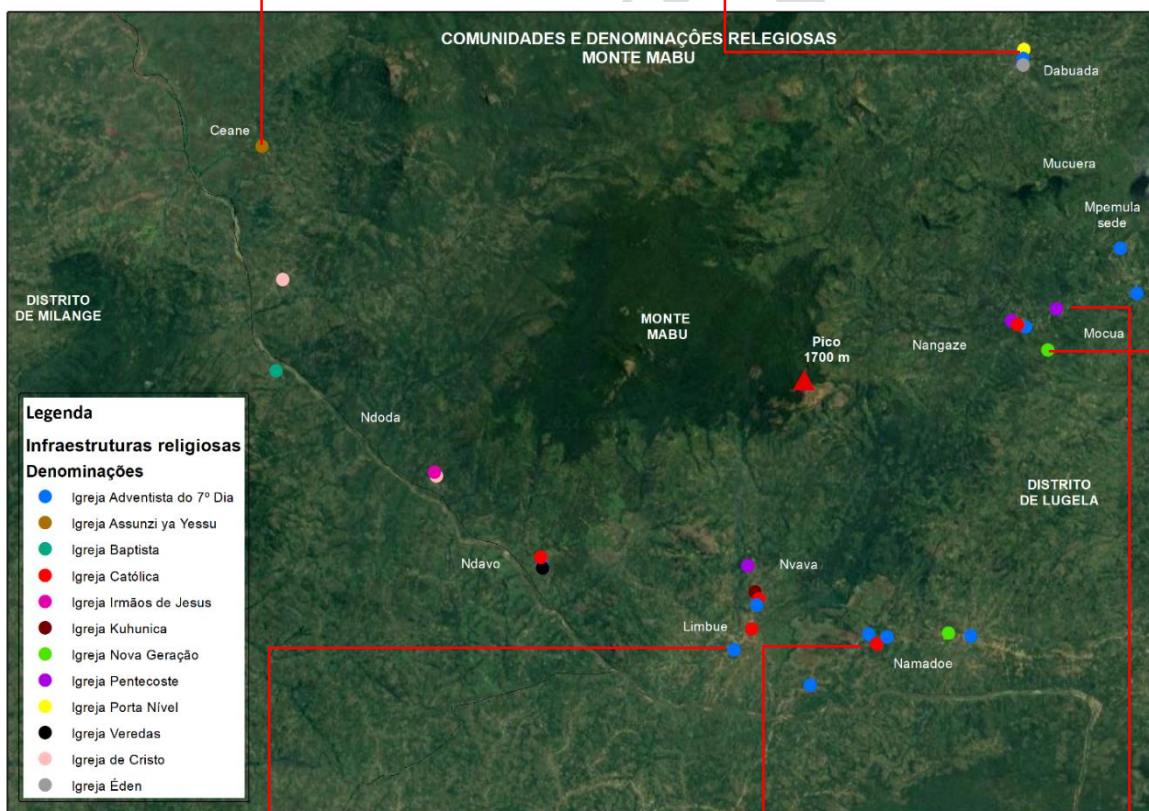 COMUNIDADES E DENOMINAÇÔES RELEGIOSAS
MONTE MABU
Dabuada
Ceane
Mucuera
Mpemula
sede
DISTRITO
DE MILANGE
MONTE
MABU
Pico
1700 m
Nangaze
Mocua
Ndoda
DISTRITO
DE LUGELA
Ndavo
Nvava
Limbue
Namadoe
Legenda
Infraestruturas religiosas
Denominações
Igreja Adventista do 7º Dia
Igreja Assunzi ya Yessu
Igreja Baptista
Igreja Católica
Igreja Irmãos de Jesus
Igreja Kuhunica
Igreja Nova Geração
Igreja Pentecoste
Igreja Porta Nível
Igreja Veredas
Igreja de Cristo
Igreja Éden